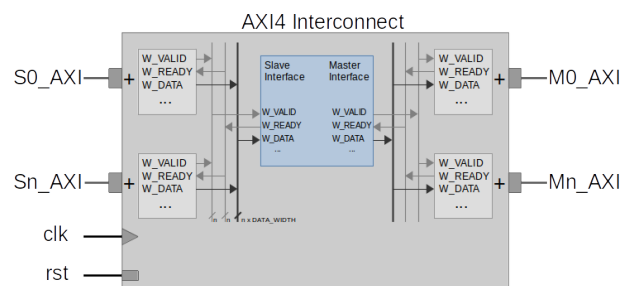 AXI4 Interconnect
S0_AXI
+
W_VALID
W_READY
W_DATA
...
Slave Interface
Master Interface
W_VALID
W_READY
W_DATA
...
W_VALID
W_READY
W_DATA
...
W_VALID
W_READY
W_DATA
...
+
M0_AXI
Sn_AXI
+
W_VALID
W_READY
W_DATA
...
W_VALID
W_READY
W_DATA
...
+
Mn_AXI
n
n
n x DATA_WIDTH
clk
rst